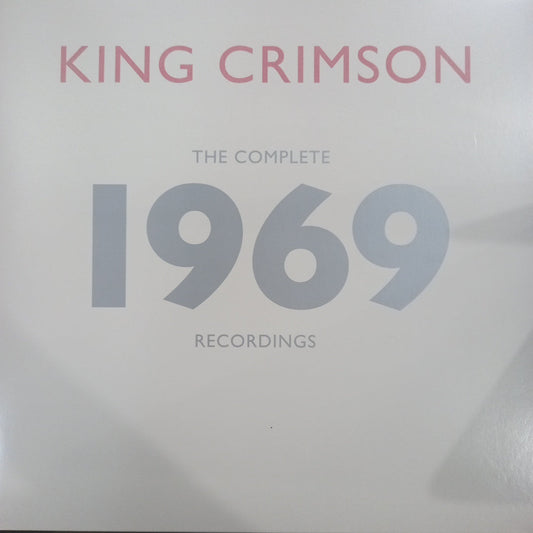 KING CRIMSON
THE COMPLETE
1969
RECORDINGS